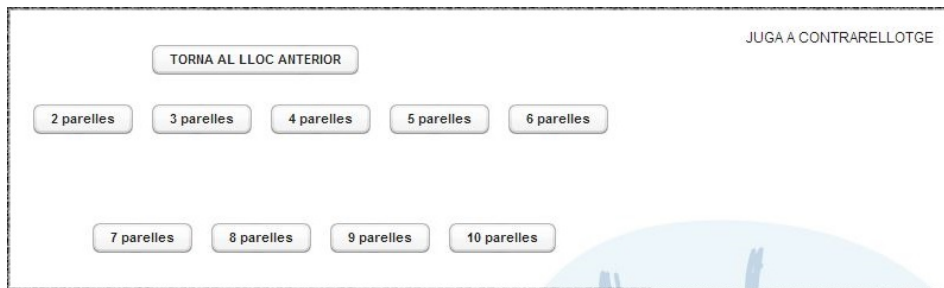 JUGA A CONTRARELLOTGE
TORNA AL LLOC ANTERIOR
2 parelles 3 parelles 4 parelles 5 parelles 6 parelles
7 parelles 8 parelles 9 parelles 10 parelles